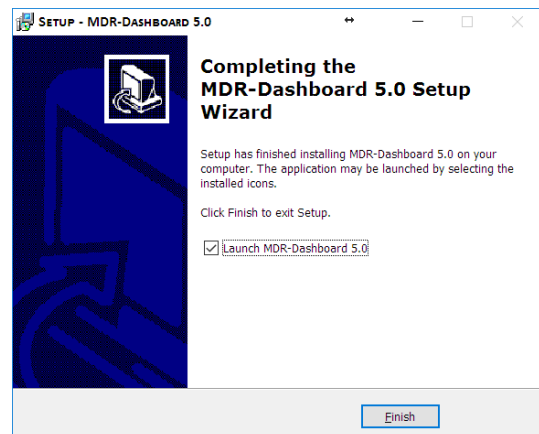 SETUP - MDR-DASHBOARD 5.0
Completing the
MDR-Dashboard 5.0 Setup
Wizard
Setup has finished installing MDR-Dashboard 5.0 on your
computer. The application may be launched by selecting the
installed icons.
Click Finish to exit Setup.
Launch MDR-Dashboard 5.0
Finish